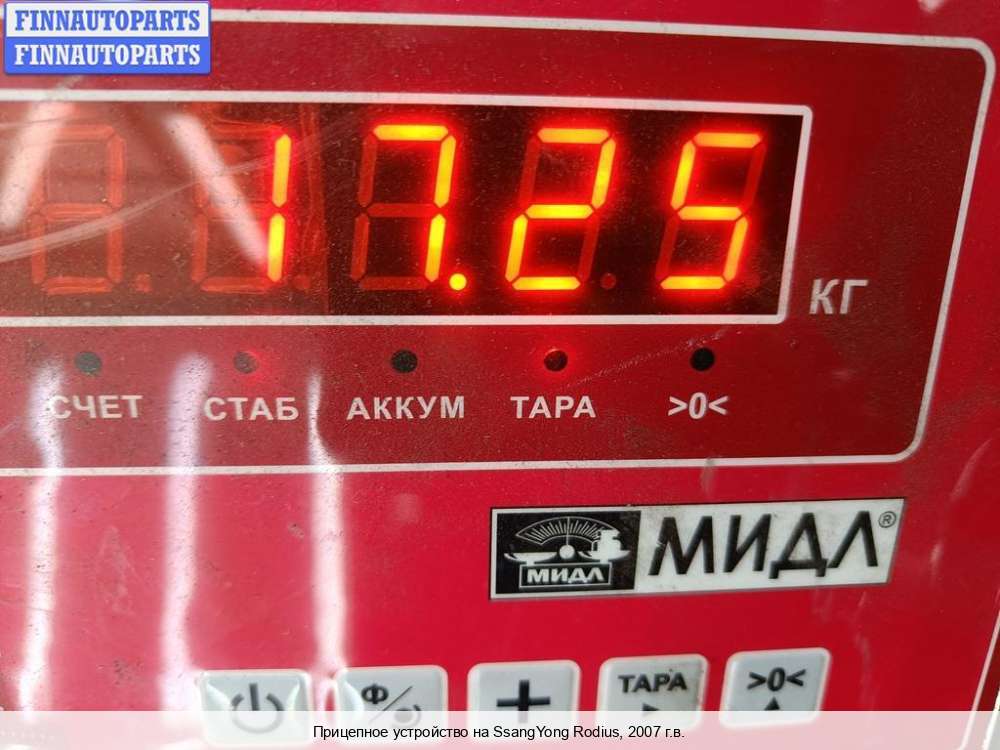 FINNAUTOPARTS
FINNAUTOPARTS
17.25
КГ
СЧЕТ СТАБ АККУМ ТАРА >0<
МИДЛ МИДЛ®
Ф/ + ТАРА >0<
Прицепное устройство на SsangYong Rodius, 2007 г.в.